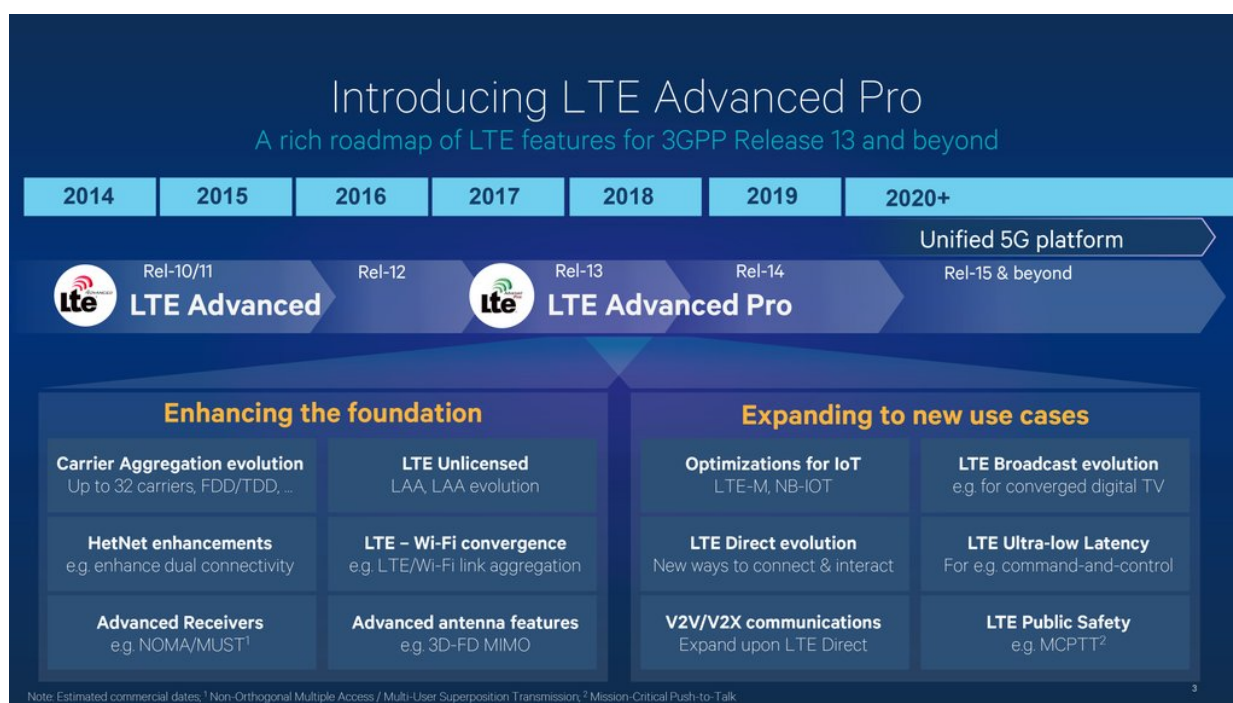 Introducing LTE Advanced Pro
A rich roadmap of LTE features for 3GPP Release 13 and beyond
2014 2015 2016 2017 2018 2019 2020+
Unified 5G platform
Rel-10/11 Rel-12 Rel-13 Rel-14 Rel-15 & beyond
lte LTE Advanced lte LTE Advanced Pro
Enhancing the foundation
Carrier Aggregation evolution
Up to 32 carriers, FDD/TDD, ...
LTE Unlicensed
LAA, LAA evolution
HetNet enhancements
e.g. enhance dual connectivity
LTE – Wi-Fi convergence
e.g. LTE/Wi-Fi link aggregation
Advanced Receivers
e.g. NOMA/MUST¹
Advanced antenna features
e.g. 3D-FD MIMO
Expanding to new use cases
Optimizations for IoT
LTE-M, NB-IOT
LTE Broadcast evolution
e.g. for converged digital TV
LTE Direct evolution
New ways to connect & interact
LTE Ultra-low Latency
For e.g. command-and-control
V2V/V2X communications
Expand upon LTE Direct
LTE Public Safety
e.g. MCPTT²
Note: Estimated commercial dates; ¹ Non-Orthogonal Multiple Access / Multi-User Superposition Transmission; ² Mission-Critical Push-to-Talk
3